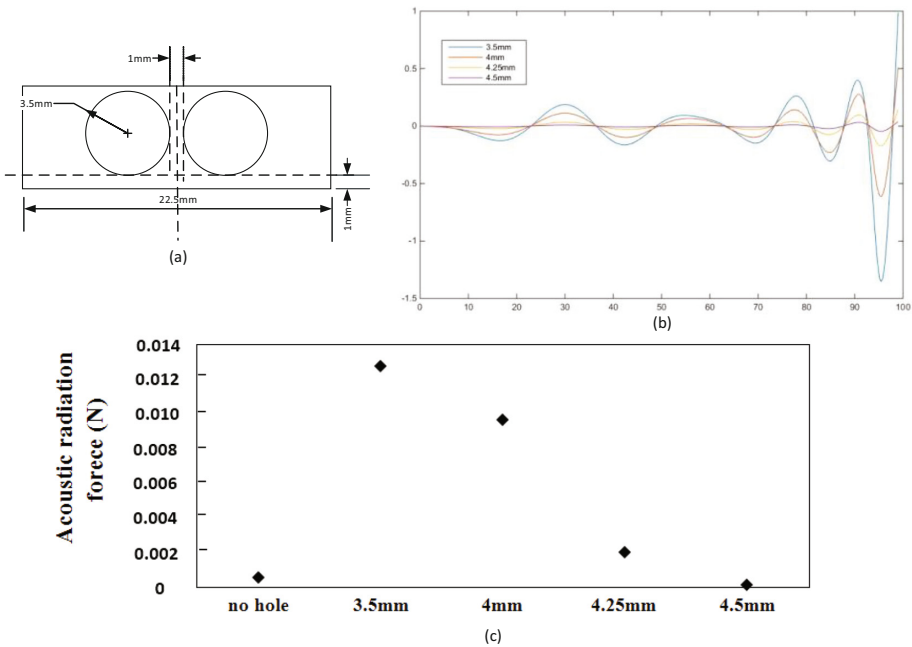 1mm
3.5mm
22.5mm
1mm
(a)
1
0.5
0
-0.5
-1
-1.5
0 10 20 30 40 50 60 70 80 90 100
3.5mm
4mm
4.25mm
4.5mm
(b)
Acoustic radiation
forece (N)
0.014
0.012
0.010
0.008
0.006
0.004
0.002
0
no hole 3.5mm 4mm 4.25mm 4.5mm
(c)